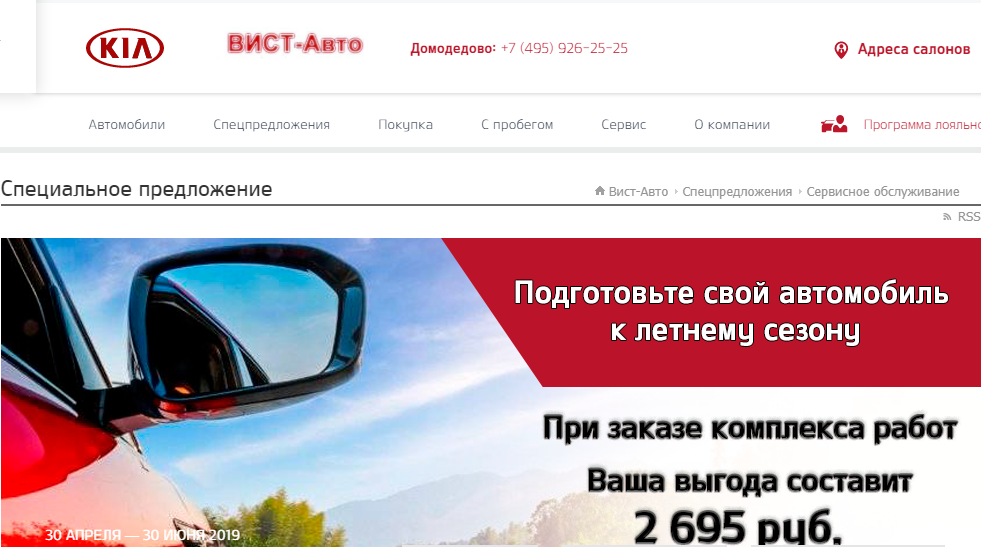 KIA
ВИСТ-Авто
Домодедово: +7 (495) 926-25-25
Адреса салонов
Автомобили Спецпредложения Покупка С пробегом Сервис О компании Программа лояльно
Специальное предложение
Вист-Авто › Спецпредложения › Сервисное обслуживание
RSS
Подготовьте свой автомобиль
к летнему сезону
При заказе комплекса работ
Ваша выгода составит
2 695 руб.
30 АПРЕЛЯ — 30 ИЮНЯ 2019